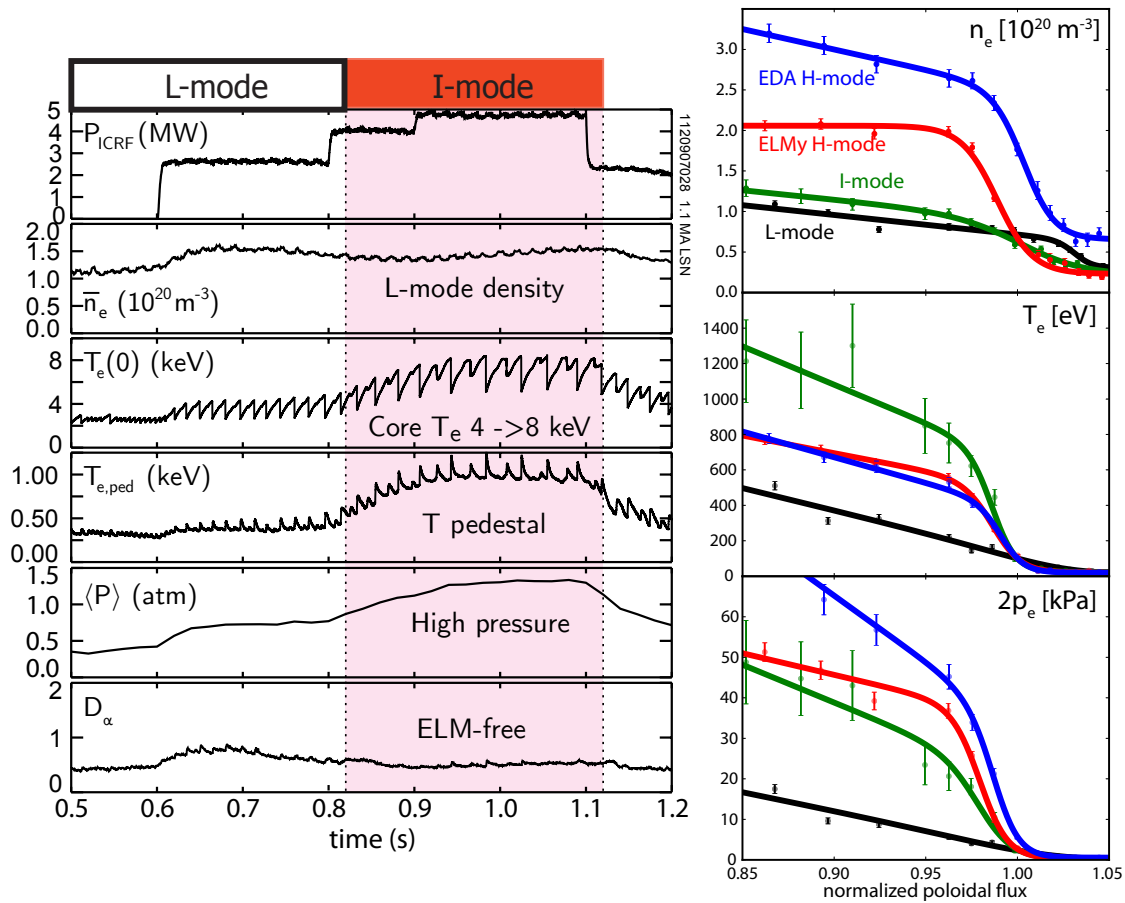 L-mode
I-mode
P_ICRF (MW)
5
4
3
2
1
0
1120907028 1.1 MA LSN
2.0
1.5
1.0
0.5
0.0
n̅_e (10^20 m^-3)
L-mode density
T_e(0) (keV)
8
4
0
Core T_e 4 ->8 keV
T_e,ped (keV)
1.00
0.50
0.00
T pedestal
⟨P⟩ (atm)
1.5
1.0
0.5
0.0
High pressure
D_α
2
1
0
ELM-free
0.5 0.6 0.7 0.8 0.9 1.0 1.1 1.2
time (s)
n_e [10^20 m^-3]
3.0
2.5
2.0
1.5
1.0
0.5
0.0
EDA H-mode
ELMy H-mode
I-mode
L-mode
T_e [eV]
1400
1200
1000
800
600
400
200
0
2p_e [kPa]
60
50
40
30
20
10
0
0.85 0.90 0.95 1.00 1.05
normalized poloidal flux